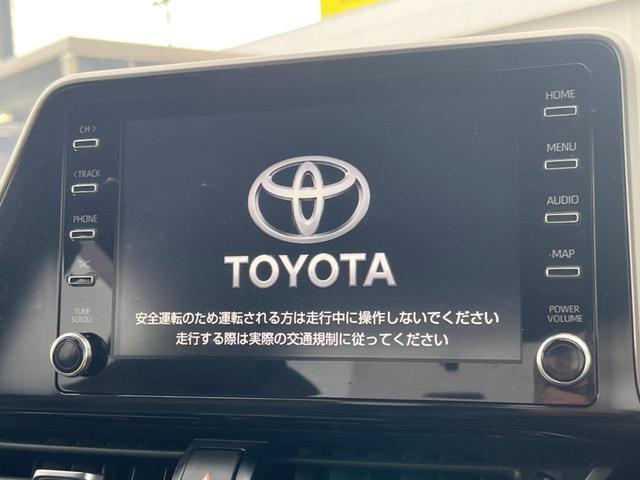 CH>
<TRACK
PHONE
T-C
TUNE
SCROLL
TOYOTA
安全運転のため運転される方は走行中に操作しないでください
走行する際は実際の交通規制に従ってください
HOME
MENU
AUDIO
MAP
POWER
VOLUME